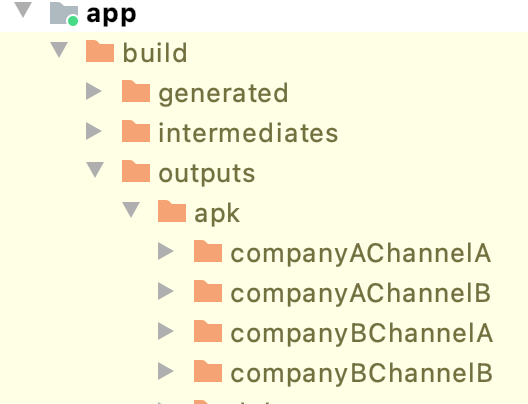 app
build
generated
intermediates
outputs
apk
companyAChannelA
companyAChannelB
companyBChannelA
companyBChannelB